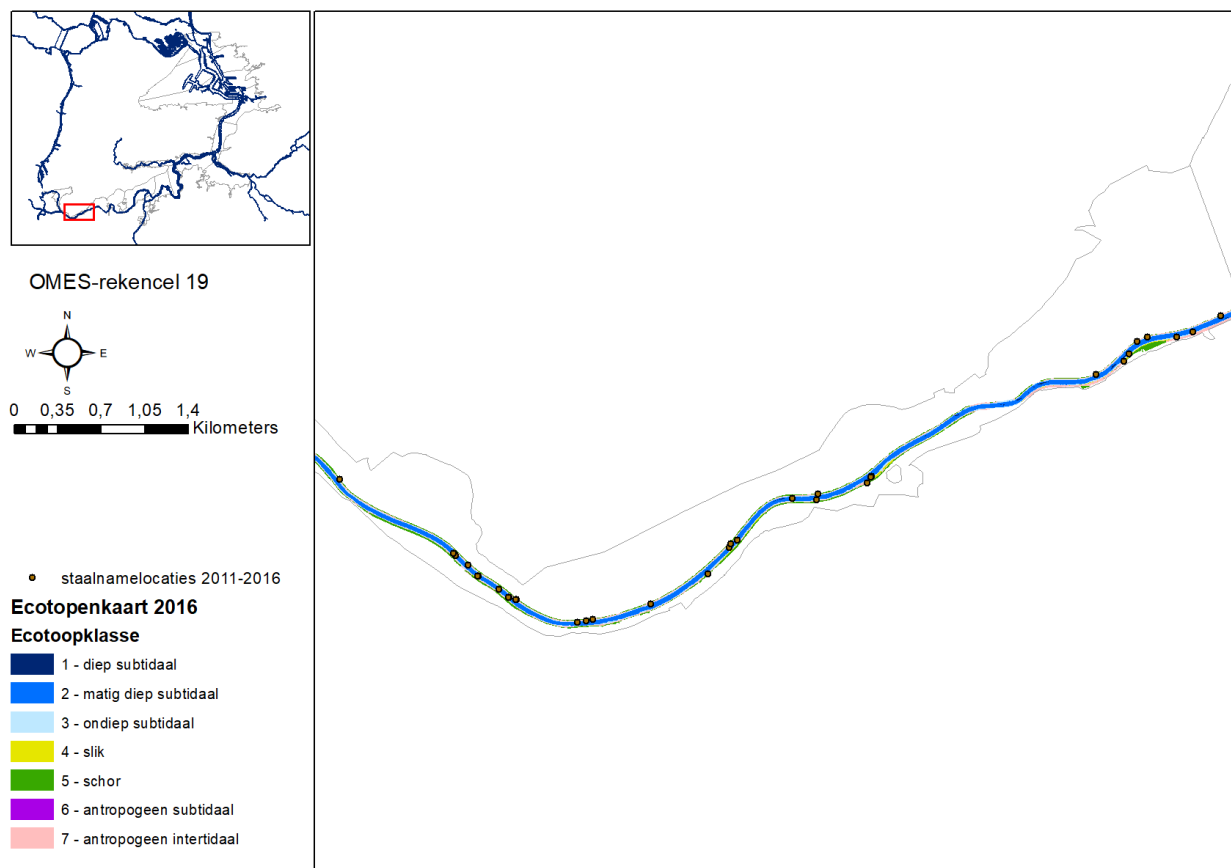 OMES-rekencel 19
N
W E
S
0 0,35 0,7 1,05 1,4
Kilometers
staalnamelocaties 2011-2016
Ecotopenkaart 2016
Ecotoopklasse
1 - diep subtidaal
2 - matig diep subtidaal
3 - ondiep subtidaal
4 - slik
5 - schor
6 - antropogeen subtidaal
7 - antropogeen intertidaal